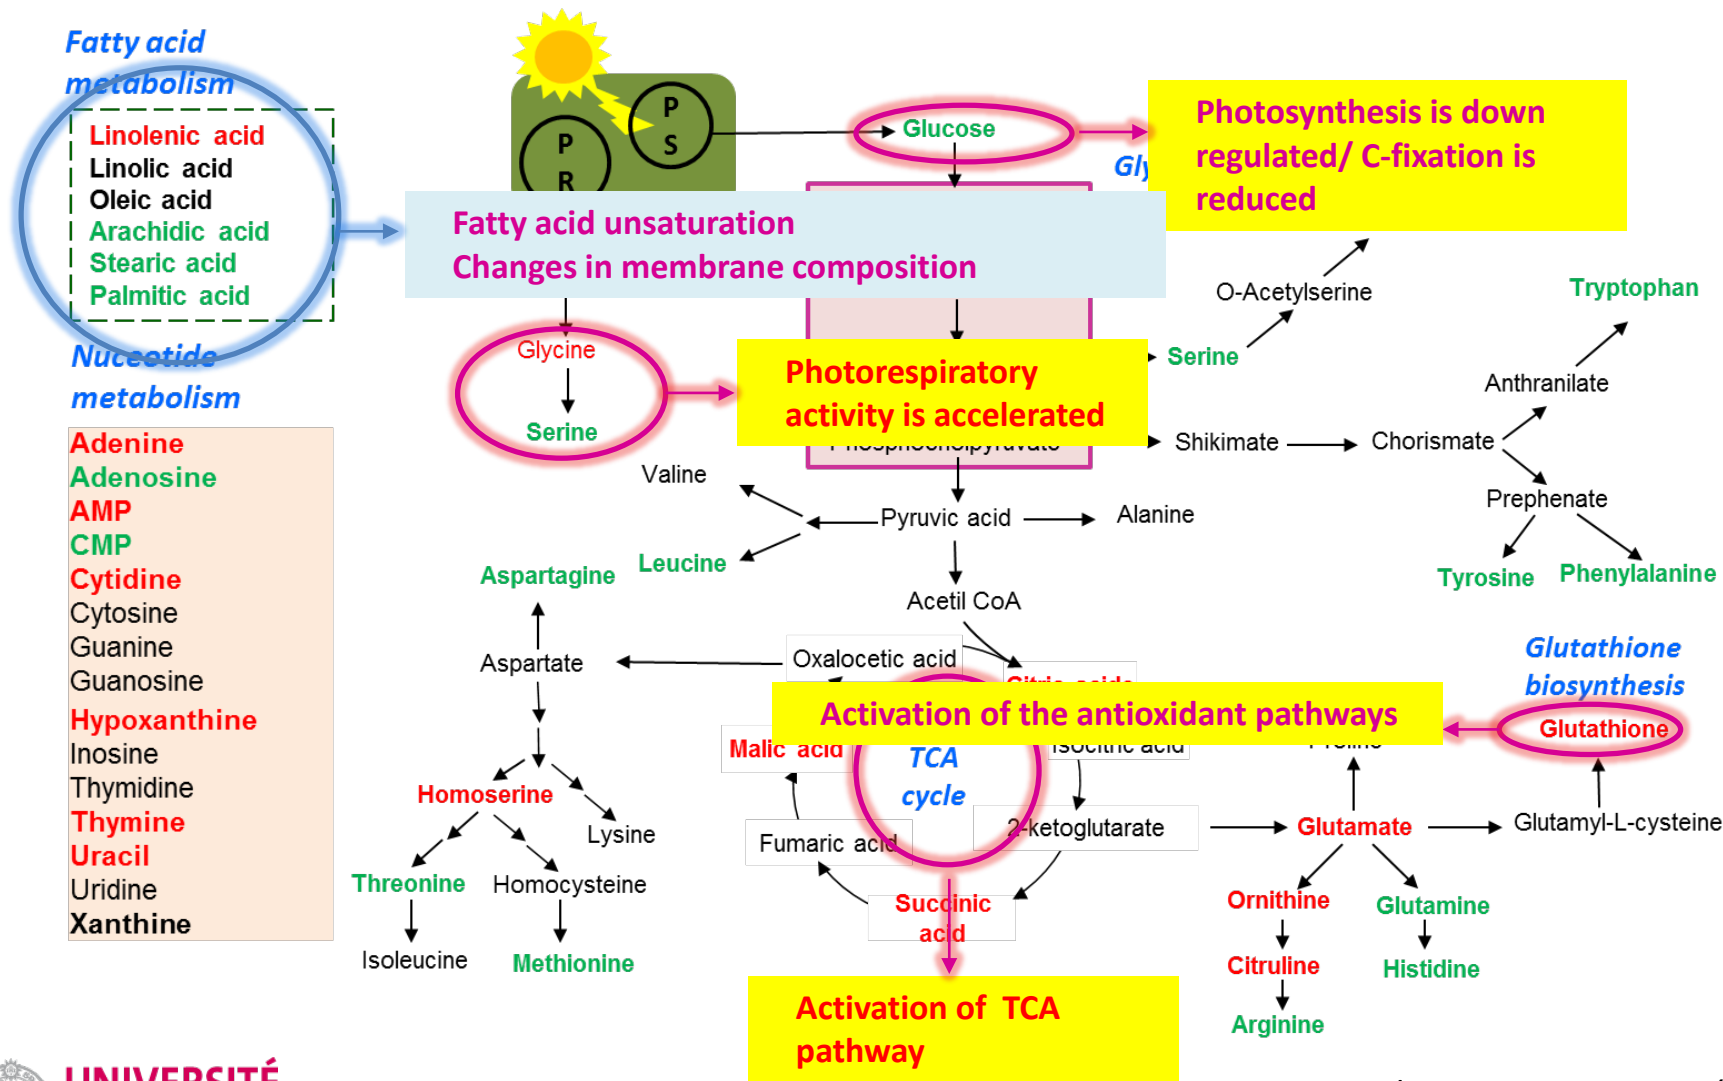 Fatty acid
metabolism
Linolenic acid
Linolic acid
Oleic acid
Arachidic acid
Stearic acid
Palmitic acid
Nuceotide
metabolism
Adenine
Adenosine
AMP
CMP
Cytidine
Cytosine
Guanine
Guanosine
Hypoxanthine
Inosine
Thymidine
Thymine
Uracil
Uridine
Xanthine
P
S
P
R
Glucose
Photosynthesis is down
regulated/ C-fixation is
reduced
Fatty acid unsaturation
Changes in membrane composition
O-Acetylserine
Serine
Tryptophan
Anthranilate
Glycine
Serine
Photorespiratory
activity is accelerated
Shikimate
Chorismate
Prephenate
Tyrosine
Phenylalanine
Valine
Leucine
Pyruvic acid
Alanine
Acetil CoA
Aspartagine
Aspartate
Oxalocetic acid
Activation of the antioxidant pathways
Glutathione
biosynthesis
Glutathione
Malic acid
TCA
cycle
Isocitric acid
Homoserine
Lysine
Fumaric acid
2-ketoglutarate
Glutamate
Glutamyl-L-cysteine
Threonine
Homocysteine
Succinic
acid
Ornithine
Glutamine
Isoleucine
Methionine
Citruline
Histidine
Arginine
Activation of TCA
pathway
UNIVERSITÉ